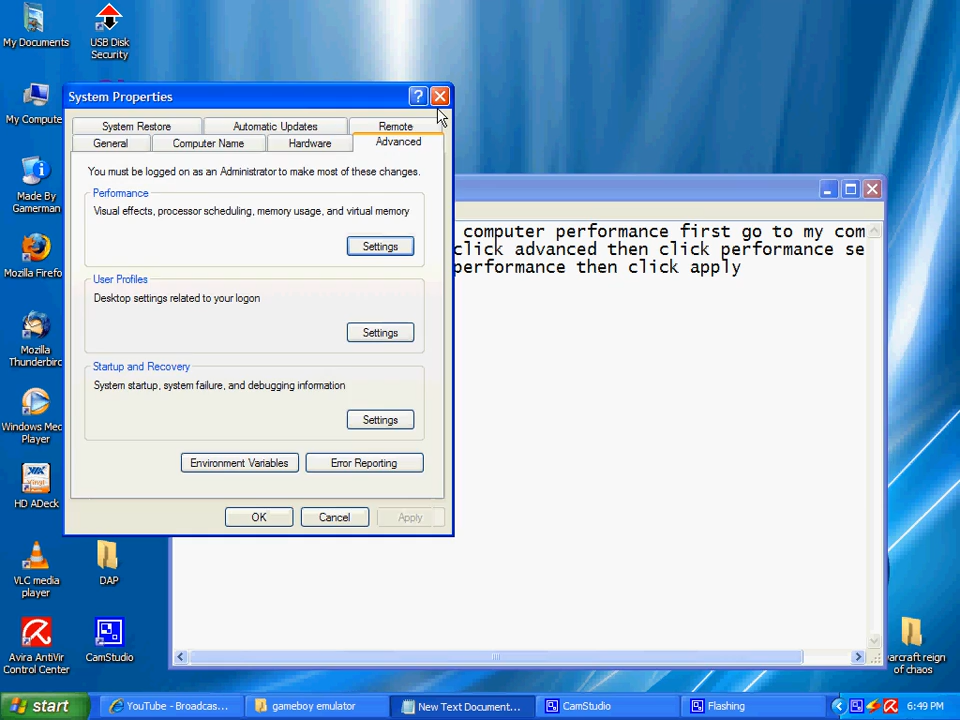 My Documents
USB Disk
Security
My Compute
Made By
Gamerman
Mozilla Firefo
Mozilla
Thunderbird
Windows Med
Player
HD ADeck
VLC media
player
DAP
Avira AntiVir
Control Center
CamStudio
System Properties
System Restore
Automatic Updates
Remote
General
Computer Name
Hardware
Advanced
You must be logged on as an Administrator to make most of these changes.
Performance
Visual effects, processor scheduling, memory usage, and virtual memory
Settings
User Profiles
Desktop settings related to your logon
Settings
Startup and Recovery
System startup, system failure, and debugging information
Settings
Environment Variables
Error Reporting
OK
Cancel
Apply
computer performance first go to my com
click advanced then click performance se
performance then click apply
warcraft reign
of chaos
start
YouTube - Broadcas...
gameboy emulator
New Text Document...
CamStudio
Flashing
6:49 PM